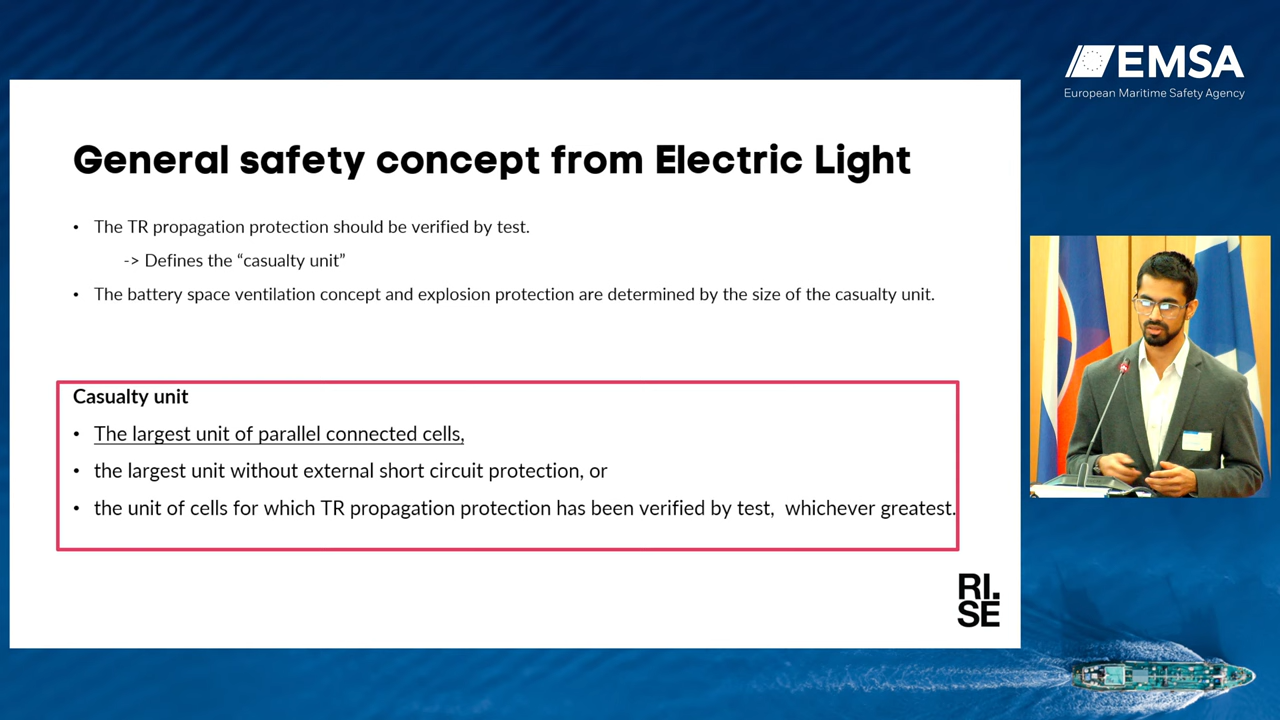 EMSA
European Maritime Safety Agency
General safety concept from Electric Light
• The TR propagation protection should be verified by test.
-> Defines the “casualty unit”
• The battery space ventilation concept and explosion protection are determined by the size of the casualty unit.
Casualty unit
• The largest unit of parallel connected cells,
• the largest unit without external short circuit protection, or
• the unit of cells for which TR propagation protection has been verified by test,  whichever greatest.
RI.
SE